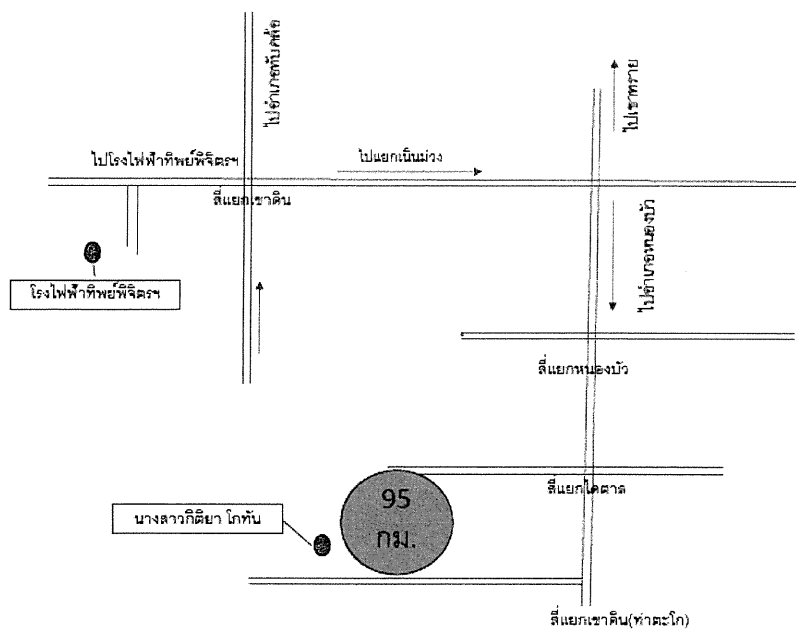 ไปอำเภอทับคล้อ
ไปเขาทราย
ไปโรงไฟฟ้าทิพย์พิจิตรฯ
ไปแยกเนินม่วง
สี่แยกเขาดิน
ไปอำเภอหนองบัว
โรงไฟฟ้าทิพย์พิจิตรฯ
สี่แยกหนองบัว
สี่แยกไดตาล
95
กม.
นางสาวกิติยา โกทัน
สี่แยกเขาดิน(ท่าตะโก)